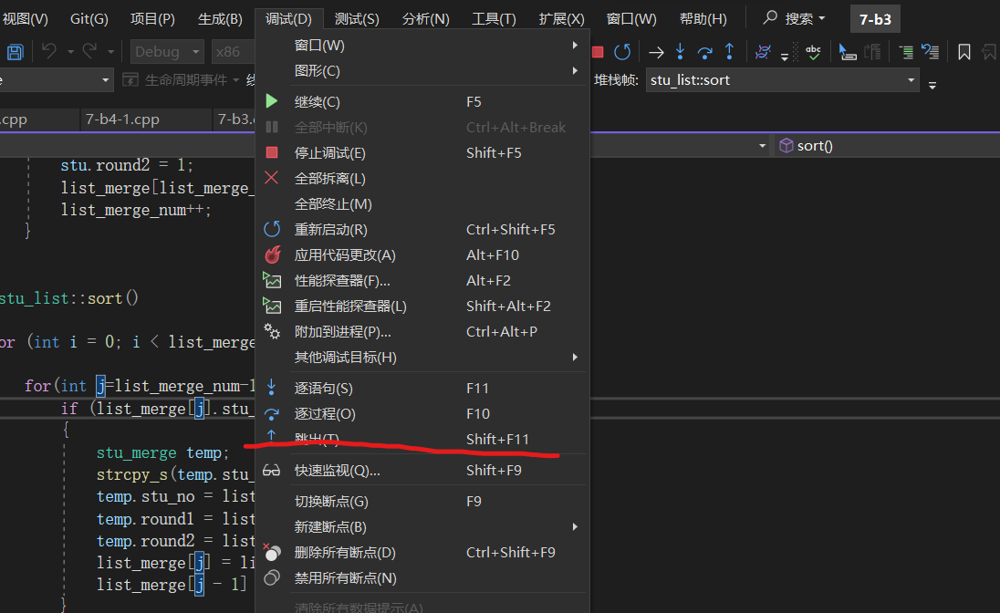 视图(V) Git(G) 项目(P) 生成(B) 调试(D) 测试(S) 分析(N) 工具(T) 扩展(X) 窗口(W) 帮助(H) 搜索 7-b3
Debug x86
生命周期事件
堆栈帧: stu_list::sort
.cpp 7-b4-1.cpp 7-b3.
sort()
窗口(W)
图形(C)
继续(C) F5
全部中断(K) Ctrl+Alt+Break
停止调试(E) Shift+F5
全部拆离(L)
全部终止(M)
重新启动(R) Ctrl+Shift+F5
应用代码更改(A) Alt+F10
性能探查器(F)... Alt+F2
重启性能探查器(L) Shift+Alt+F2
附加到进程(P)... Ctrl+Alt+P
其他调试目标(H)
逐语句(S) F11
逐过程(O) F10
跳出(T) Shift+F11
快速监视(Q)... Shift+F9
切换断点(G) F9
新建断点(B)
删除所有断点(D) Ctrl+Shift+F9
禁用所有断点(N)
清除所有数据提示(A)
stu.round2 = 1;
list_merge[list_merge_
list_merge_num++;
}
stu_list::sort()
or (int i = 0; i < list_merge
for(int j=list_merge_num-1
if (list_merge[j].stu_
{
stu_merge temp;
strcpy_s(temp.stu_
temp.stu_no = list
temp.round1 = list
temp.round2 = list
list_merge[j] = li
list_merge[j - 1]
}